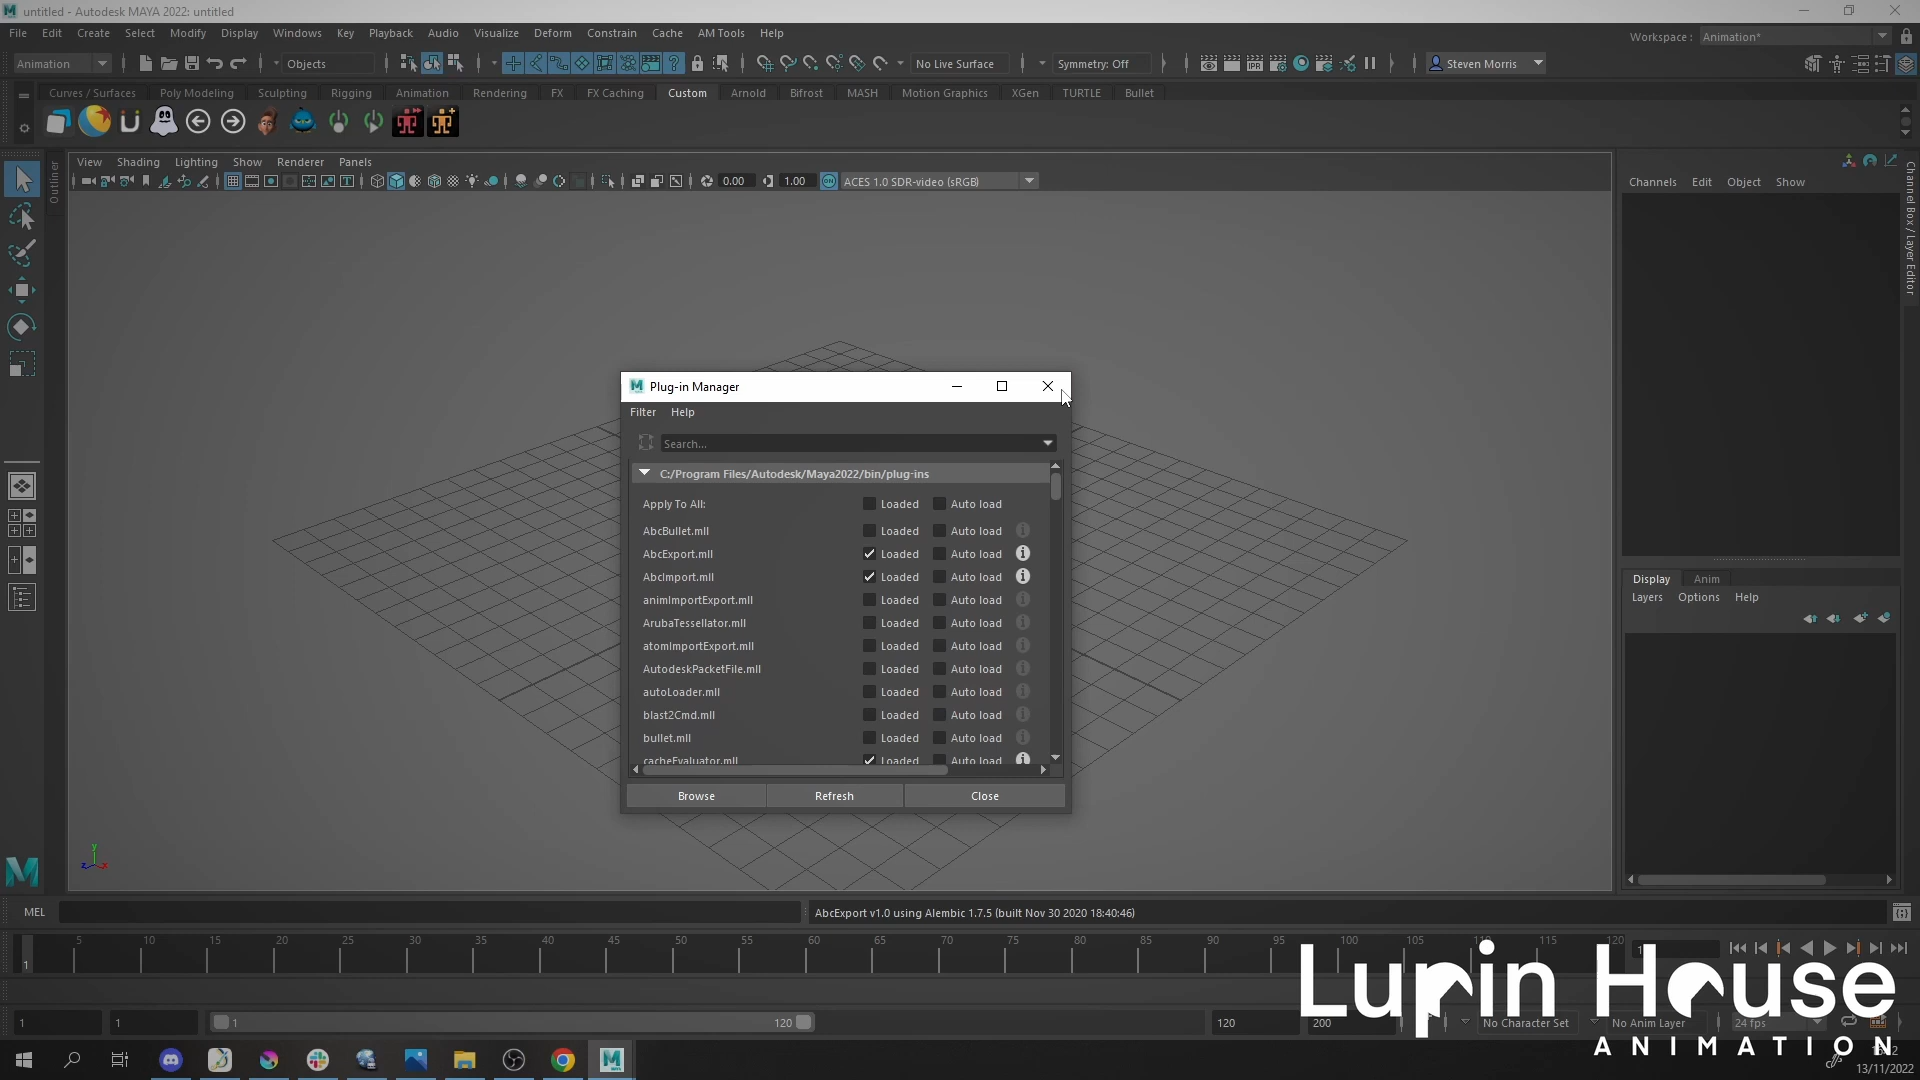 untitled - Autodesk MAYA 2022: untitled
File Edit Create Select Modify Display Windows Key Playback Audio Visualize Deform Constrain Cache AM Tools Help
Workspace : Animation*
Animation Objects No Live Surface Symmetry: Off Steven Morris
Curves / Surfaces Poly Modeling Sculpting Rigging Animation Rendering FX FX Caching Custom Arnold Bifrost MASH Motion Graphics XGen TURTLE Bullet
Outliner
View Shading Lighting Show Renderer Panels
0.00 1.00 ON ACES 1.0 SDR-video (sRGB)
Channels Edit Object Show
Channel Box / Layer Editor
Plug-in Manager
Filter Help
Search...
C:/Program Files/Autodesk/Maya2022/bin/plug-ins
Apply To All: Loaded Auto load
AbcBullet.mll Loaded Auto load
AbcExport.mll Loaded Auto load
AbcImport.mll Loaded Auto load
animImportExport.mll Loaded Auto load
ArubaTessellator.mll Loaded Auto load
atomImportExport.mll Loaded Auto load
AutodeskPacketFile.mll Loaded Auto load
autoLoader.mll Loaded Auto load
blast2Cmd.mll Loaded Auto load
bullet.mll Loaded Auto load
cacheEvaluator.mll Loaded Auto load
Browse Refresh Close
Display Anim
Layers Options Help
y
z x
MEL
AbcExport v1.0 using Alembic 1.7.5 (built Nov 30 2020 18:40:46)
5 10 15 20 25 30 35 40 45 50 55 60 65 70 75 80 85 90 95 100 105 110 115 120
1
1 1 1 120 120 200 No Character Set No Anim Layer 24 fps
Lupin House
ANIMATION
13/11/2022